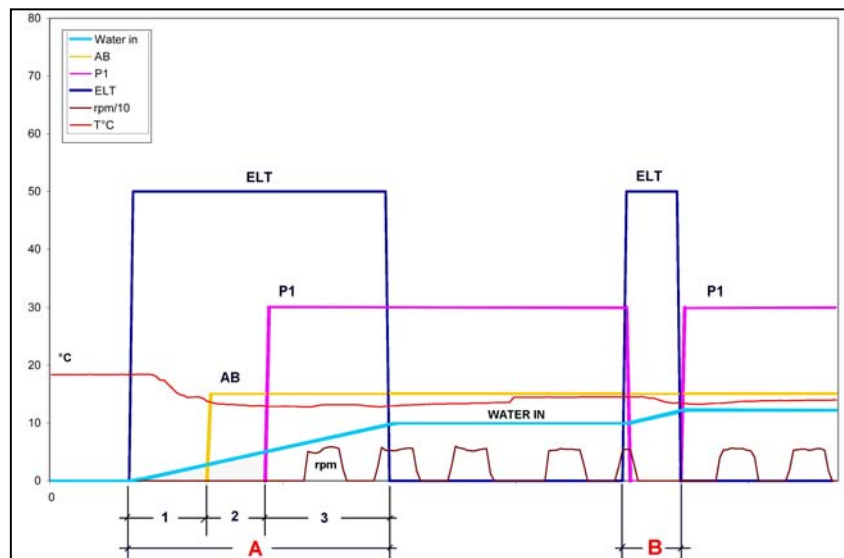 80
70
60
50
40
30
20
10
0
0
Water in
AB
P1
ELT
rpm/10
T°C
ELT
ELT
P1
P1
°C
AB
WATER IN
rpm
1
2
3
A
B